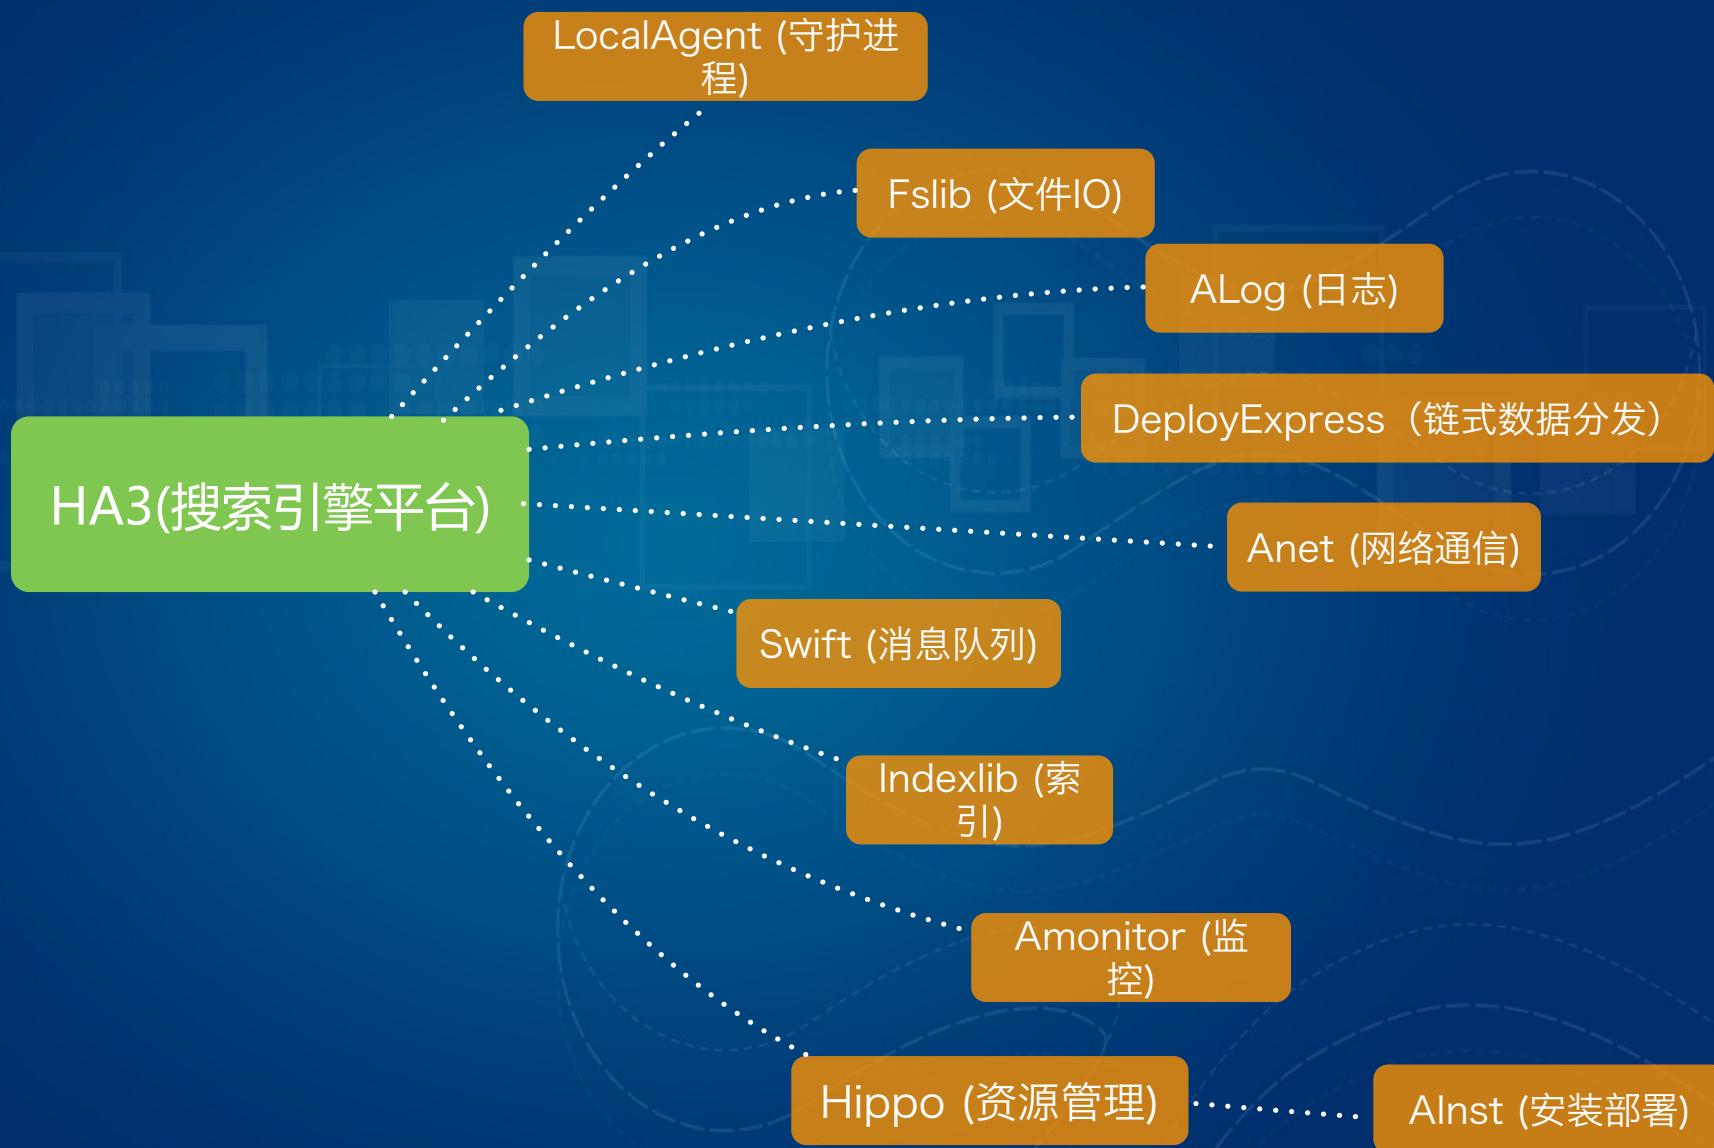 LocalAgent (守护进
程)
Fslib (文件IO)
ALog (日志)
DeployExpress（链式数据分发）
HA3(搜索引擎平台)
Anet (网络通信)
Swift (消息队列)
Indexlib (索
引)
Amonitor (监
控)
Hippo (资源管理)
AInst (安装部署)